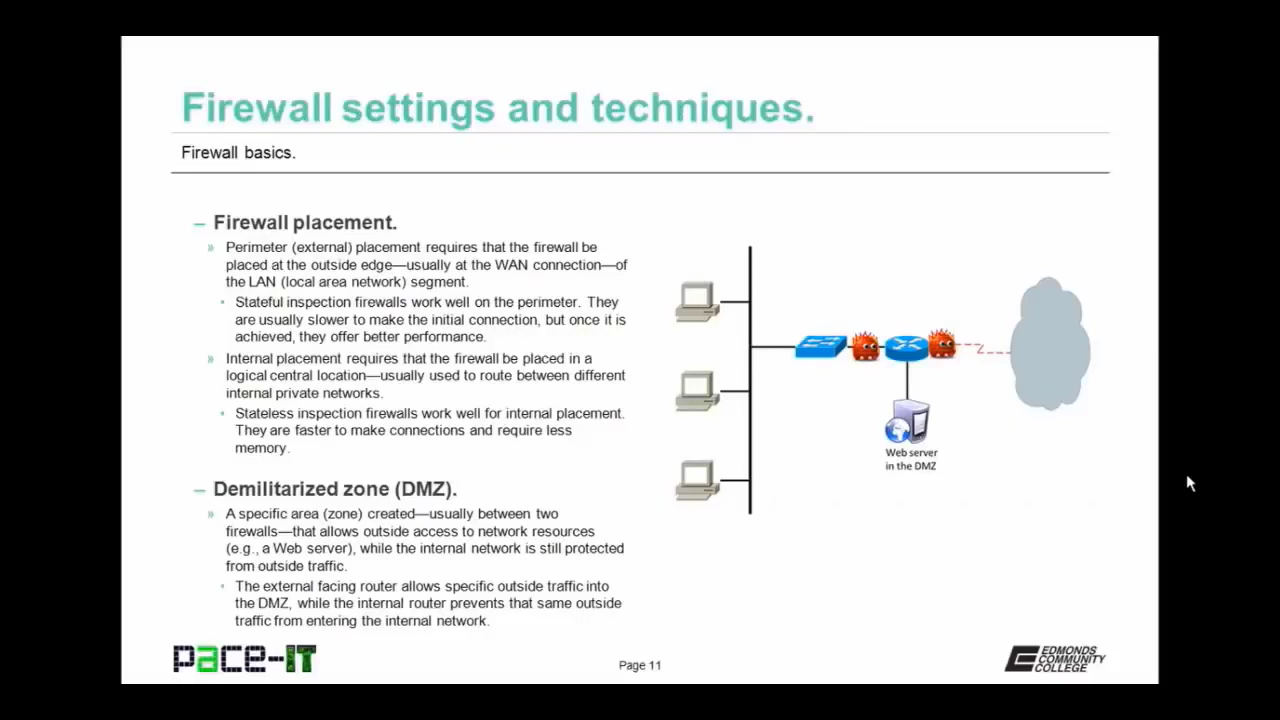 Firewall settings and techniques.
Firewall basics.
– Firewall placement.
» Perimeter (external) placement requires that the firewall be
placed at the outside edge—usually at the WAN connection—of
the LAN (local area network) segment.
• Stateful inspection firewalls work well on the perimeter. They
are usually slower to make the initial connection, but once it is
achieved, they offer better performance.
» Internal placement requires that the firewall be placed in a
logical central location—usually used to route between different
internal private networks.
• Stateless inspection firewalls work well for internal placement.
They are faster to make connections and require less
memory.
– Demilitarized zone (DMZ).
» A specific area (zone) created—usually between two
firewalls—that allows outside access to network resources
(e.g., a Web server), while the internal network is still protected
from outside traffic.
• The external facing router allows specific outside traffic into
the DMZ, while the internal router prevents that same outside
traffic from entering the internal network.
Web server
in the DMZ
pace-IT
Page 11
EDMONDS
COMMUNITY
COLLEGE